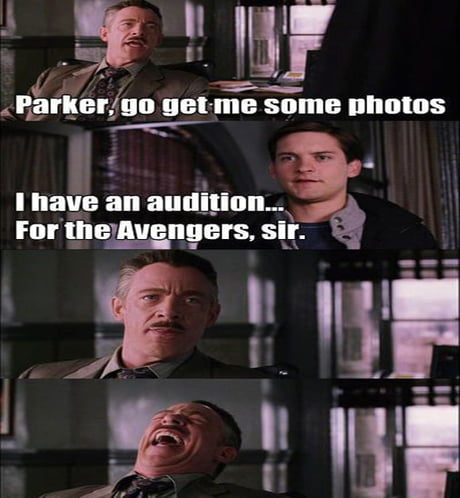 Parker, go get me some photos
I have an audition...
For the Avengers, sir.